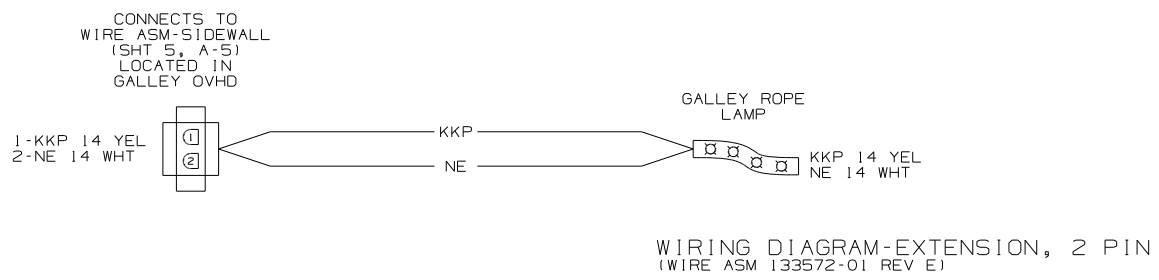 CONNECTS TO
WIRE ASM-SIDEWALL
(SHT 5, A-5)
LOCATED IN
GALLEY OVHD
1-KKP 14 YEL
2-NE 14 WHT
1
2
KKP
NE
GALLEY ROPE
LAMP
KKP 14 YEL
NE 14 WHT
WIRING DIAGRAM-EXTENSION, 2 PIN
(WIRE ASM 133572-01 REV E)